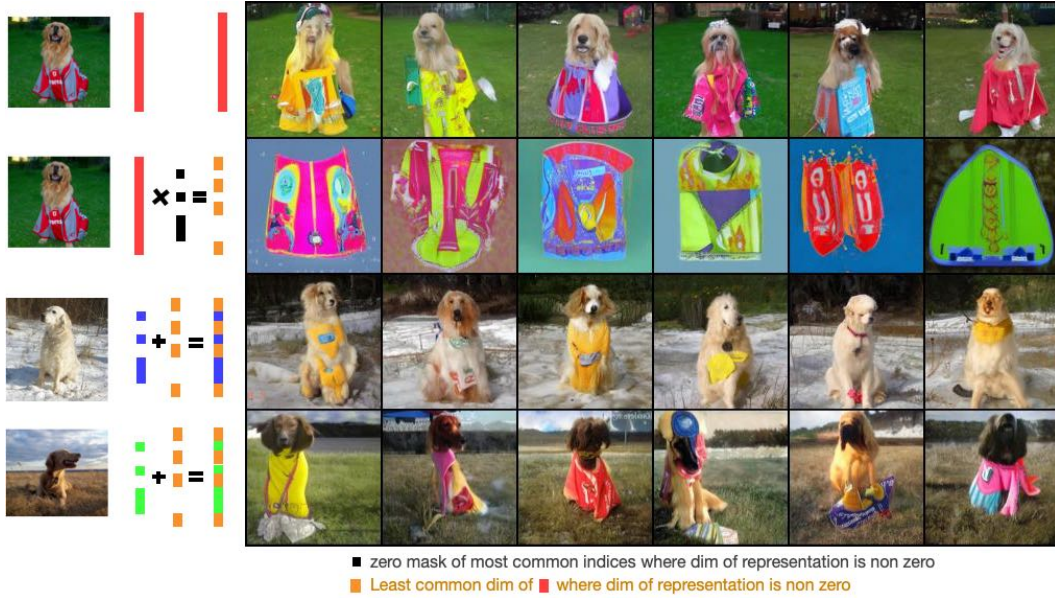 zero mask of most common indices where dim of representation is non zero
Least common dim of where dim of representation is non zero